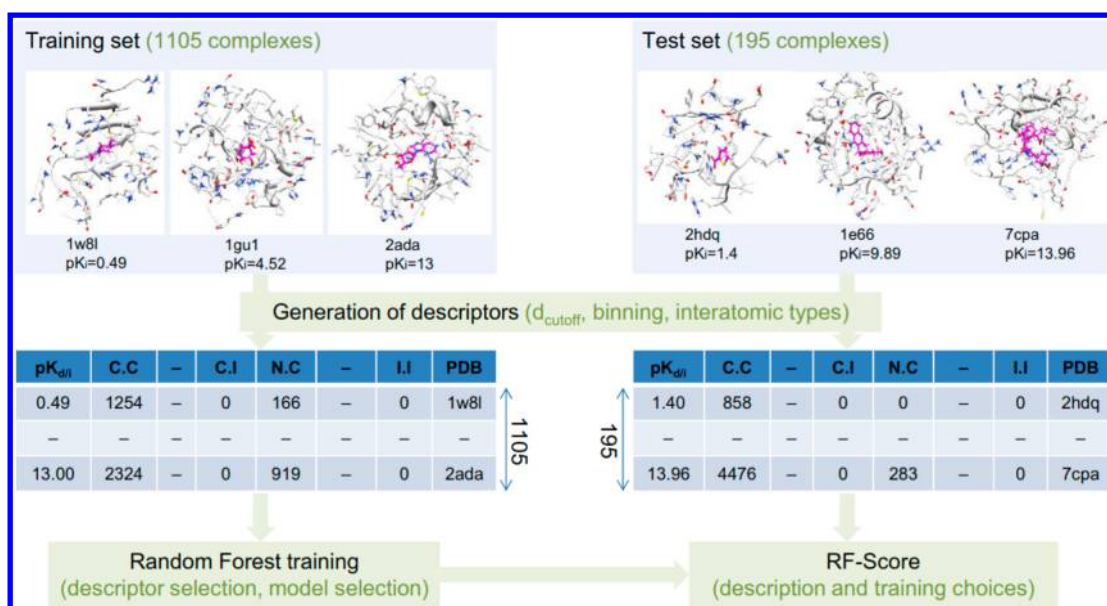 Training set (1105 complexes)
1w8l
pKi=0.49
1gu1
pKi=4.52
2ada
pKi=13
Test set (195 complexes)
2hdq
pKi=1.4
1e66
pKi=9.89
7cpa
pKi=13.96
Generation of descriptors (dcutoff, binning, interatomic types)
pKd/i C.C – C.I N.C – I.I PDB
0.49 1254 – 0 166 – 0 1w8l
– – – – – – – –
13.00 2324 – 0 919 – 0 2ada
1105
pKd/i C.C – C.I N.C – I.I PDB
1.40 858 – 0 0 – 0 2hdq
– – – – – – – –
13.96 4476 – 0 283 – 0 7cpa
195
Random Forest training
(descriptor selection, model selection)
RF-Score
(description and training choices)